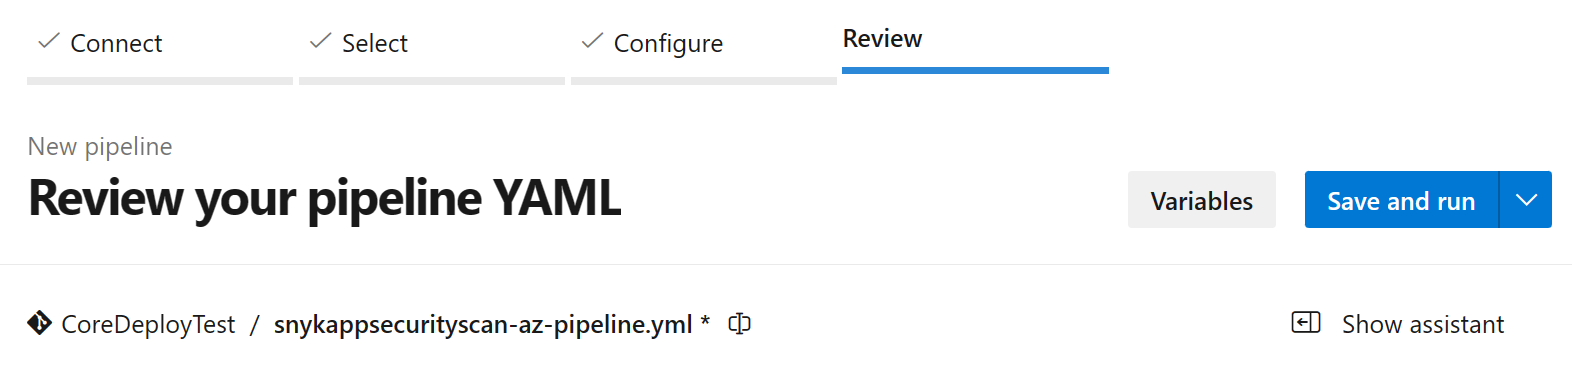 Connect Select Configure Review
New pipeline
Review your pipeline YAML
Variables Save and run
CoreDeployTest / snykappsecurityscan-az-pipeline.yml * Show assistant